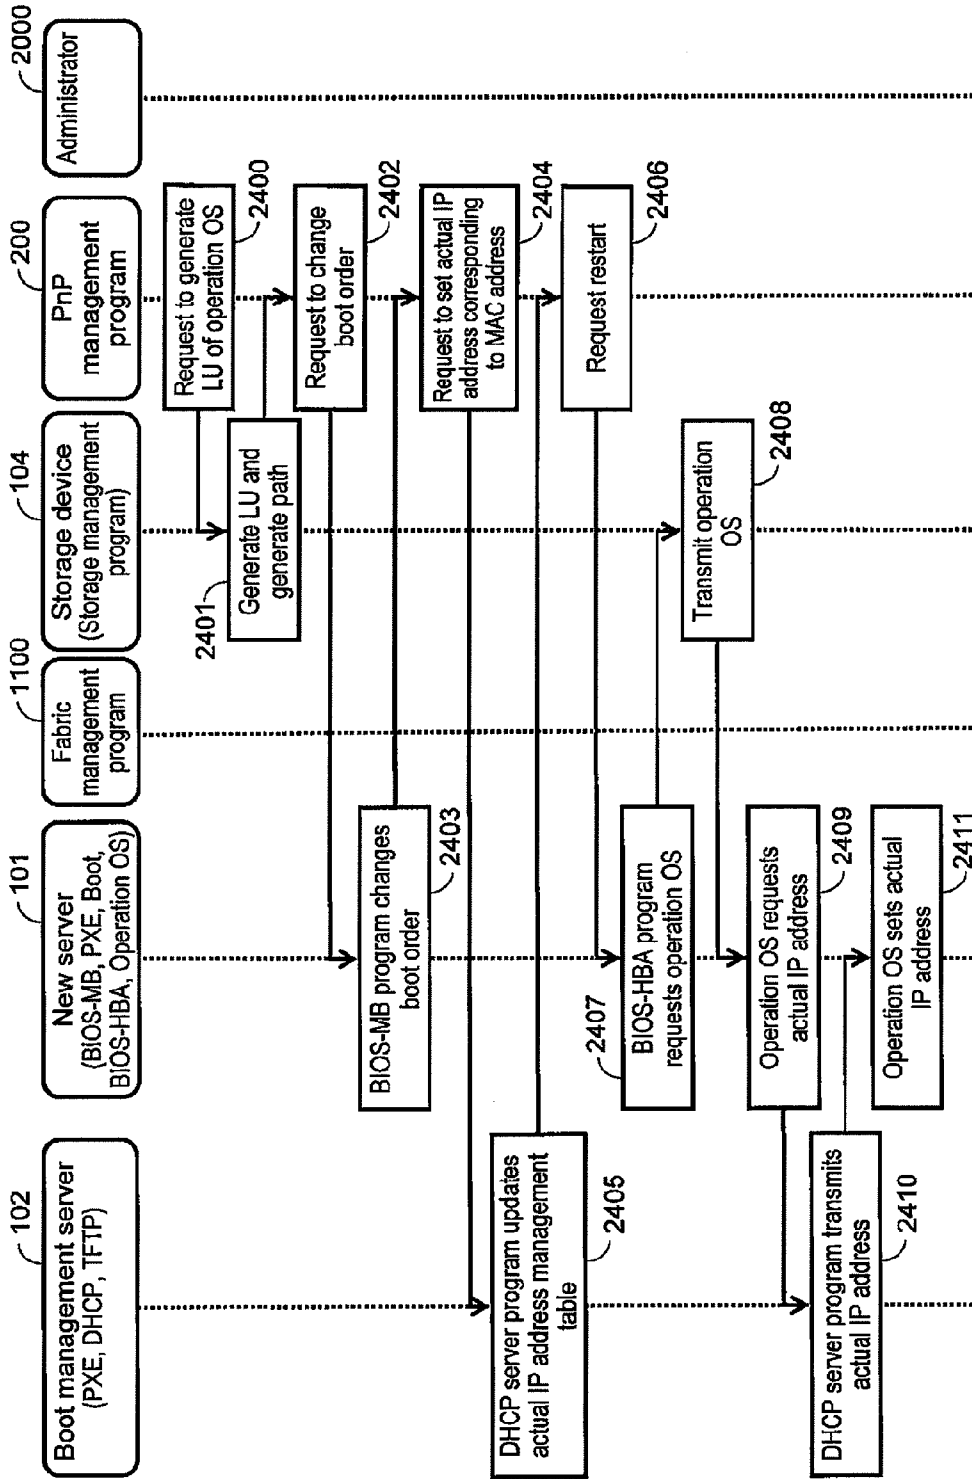 102
Boot management server
(PXE, DHCP, TFTP)
101
New server
(BIOS-MB, PXE, Boot,
BIOS-HBA, Operation OS)
1100
Fabric
management
program
104
Storage device
(Storage management
program)
200
PnP
management
program
2000
Administrator
Request to generate
LU of operation OS
2400
Generate LU and
generate path
2401
Request to change
boot order
2402
BIOS-MB program changes
boot order
2403
Request to set actual IP
address corresponding
to MAC address
2404
DHCP server program updates
actual IP address management
table
2405
Request restart
2406
BIOS-HBA program
requests operation OS
2407
Transmit operation
OS
2408
Operation OS requests
actual IP address
2409
DHCP server program transmits
actual IP address
2410
Operation OS sets actual
IP address
2411